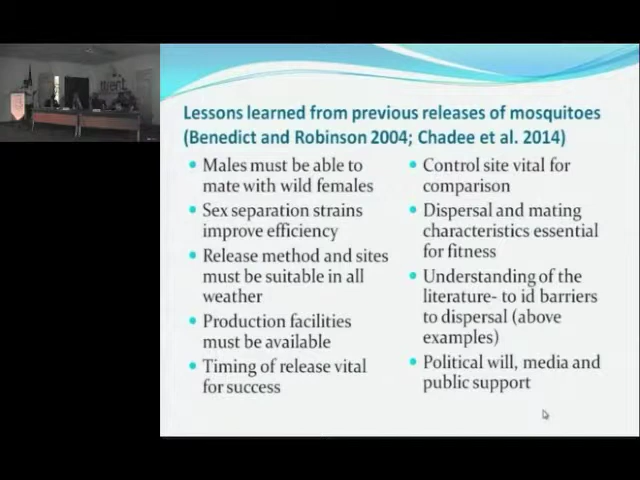 Lessons learned from previous releases of mosquitoes
(Benedict and Robinson 2004; Chadee et al. 2014)
Males must be able to
mate with wild females
Sex separation strains
improve efficiency
Release method and sites
must be suitable in all
weather
Production facilities
must be available
Timing of release vital
for success
Control site vital for
comparison
Dispersal and mating
characteristics essential
for fitness
Understanding of the
literature- to id barriers
to dispersal (above
examples)
Political will, media and
public support